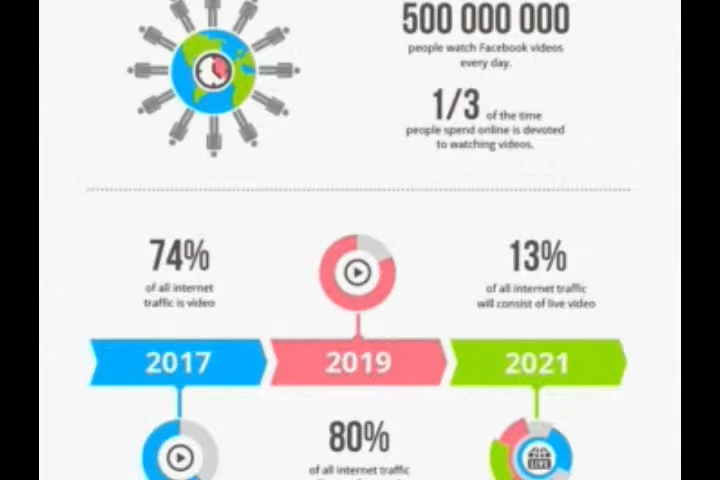 500 000 000
people watch Facebook videos
every day.
1/3 of the time
people spend online is devoted
to watching videos.
74%
of all internet
traffic is video
13%
of all internet traffic
will consist of live video
2017
2019
2021
80%
of all internet traffic
LIVE